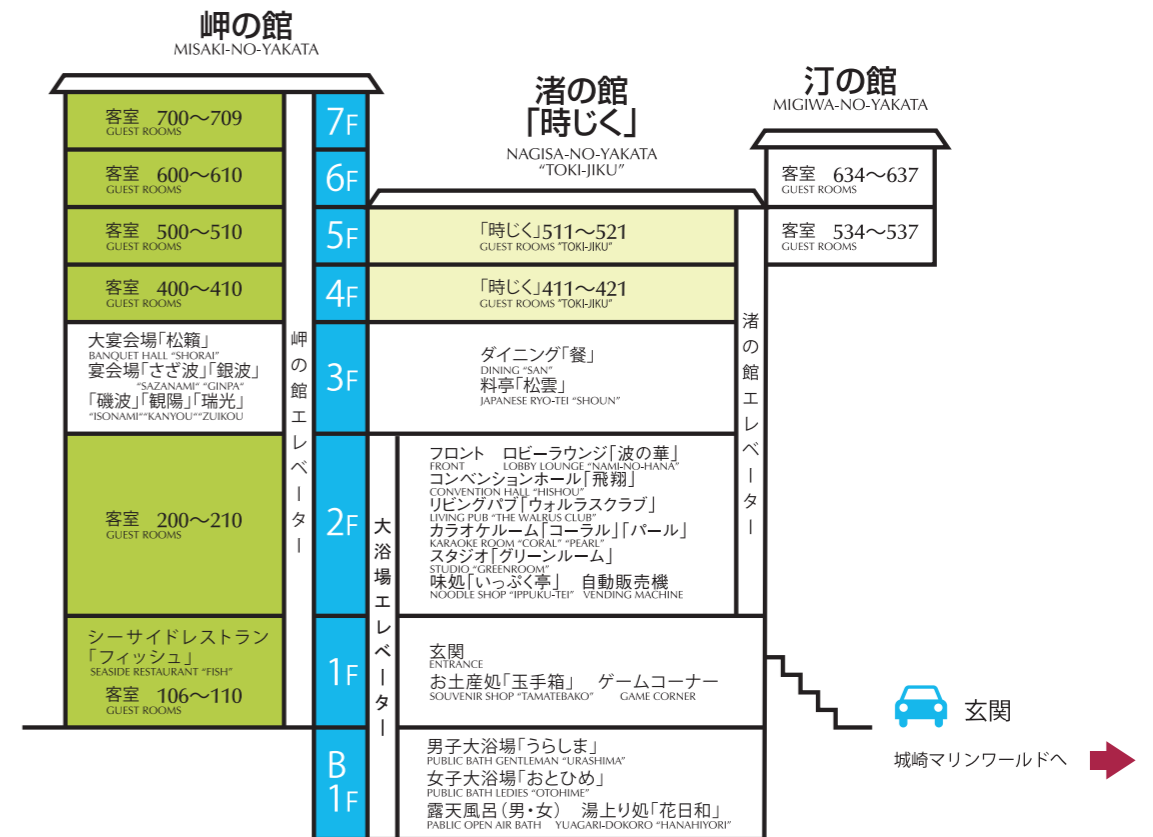 岬の館
MISAKI-NO-YAKATA
渚の館
「時じく」
NAGISA-NO-YAKATA
“TOKI-JIKU”
汀の館
MIGIWA-NO-YAKATA
客室 700〜709
GUEST ROOMS
7F
客室 600〜610
GUEST ROOMS
6F
客室 634〜637
GUEST ROOMS
客室 500〜510
GUEST ROOMS
5F
「時じく」511〜521
GUEST ROOMS "TOKI-JIKU"
客室 534〜537
GUEST ROOMS
客室 400〜410
GUEST ROOMS
4F
「時じく」411〜421
GUEST ROOMS "TOKI-JIKU"
大宴会場「松籟」
BANQUET HALL “SHORAI”
宴会場「さざ波」「銀波」
“SAZANAMI” “GINPA“
「磯波」「観陽」「瑞光」
“ISONAMI”“KANYOU”“ZUIKOU
岬の館エレベーター
3F
ダイニング「餐」
DINING “SAN”
料亭「松雲」
JAPANESE RYO-TEI “SHOUN”
渚の館エレベーター
客室 200〜210
GUEST ROOMS
2F
大浴場エレベーター
フロント ロビーラウンジ「波の華」
FRONT LOBBY LOUNGE “NAMI-NO-HANA”
コンベンションホール「飛翔」
CONVENTION HALL “HISHOU”
リビングパブ「ウォルラスクラブ」
LIVING PUB “THE WALRUS CLUB”
カラオケルーム「コーラル」「パール」
KARAOKE ROOM “CORAL” “PEARL”
スタジオ「グリーンルーム」
STUDIO “GREENROOM”
味処「いっぷく亭」 自動販売機
NOODLE SHOP “IPPUKU-TEI” VENDING MACHINE
シーサイドレストラン
「フィッシュ」
SEASIDE RESTAURANT “FISH”
客室 106〜110
GUEST ROOMS
1F
玄関
ENTRANCE
お土産処「玉手箱」 ゲームコーナー
SOUVENIR SHOP “TAMATEBAKO” GAME CORNER
玄関
城崎マリンワールドへ
B
1F
男子大浴場「うらしま」
PUBLIC BATH GENTLEMAN “URASHIMA”
女子大浴場「おとひめ」
PUBLIC BATH LEDIES “OTOHIME”
露天風呂（男・女） 湯上り処「花日和」
PABLIC OPEN AIR BATH YUAGARI-DOKORO “HANAHIYORI”